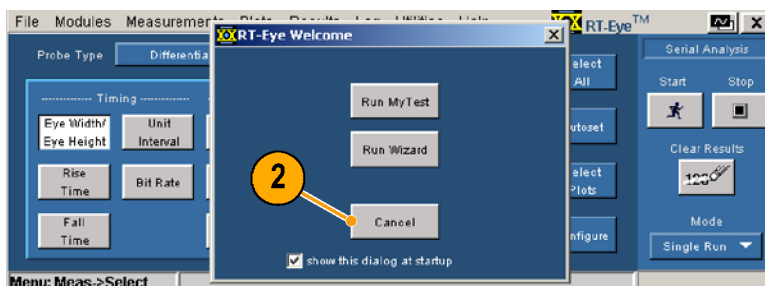 File Modules Measurements Plots Results Log Utilities Help RT-Eye™
RT-Eye Welcome
Probe Type Differentia
Timing
Eye Width/
Eye Height
Unit
Interval
Rise
Time
Bit Rate
Fall
Time
Run MyTest
Run Wizard
2
Cancel
show this dialog at startup
elect
All
utoset
elect
Plots
nfigure
Serial Analysis
Start Stop
Clear Results
123
Mode
Single Run
Menu: Meas->Select